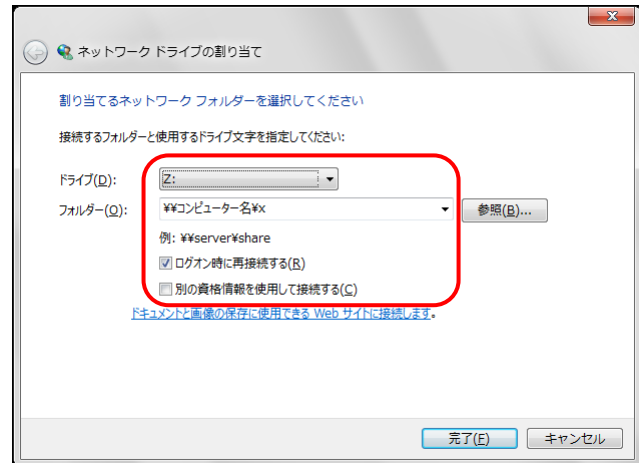 ネットワーク ドライブの割り当て
割り当てるネットワーク フォルダーを選択してください
接続するフォルダーと使用するドライブ文字を指定してください:
ドライブ(D): Z:
フォルダー(O): ¥¥コンピューター名¥x 参照(B)...
例: ¥¥server¥share
ログオン時に再接続する(R)
別の資格情報を使用して接続する(C)
ドキュメントと画像の保存に使用できる Web サイトに接続します。
完了(F) キャンセル